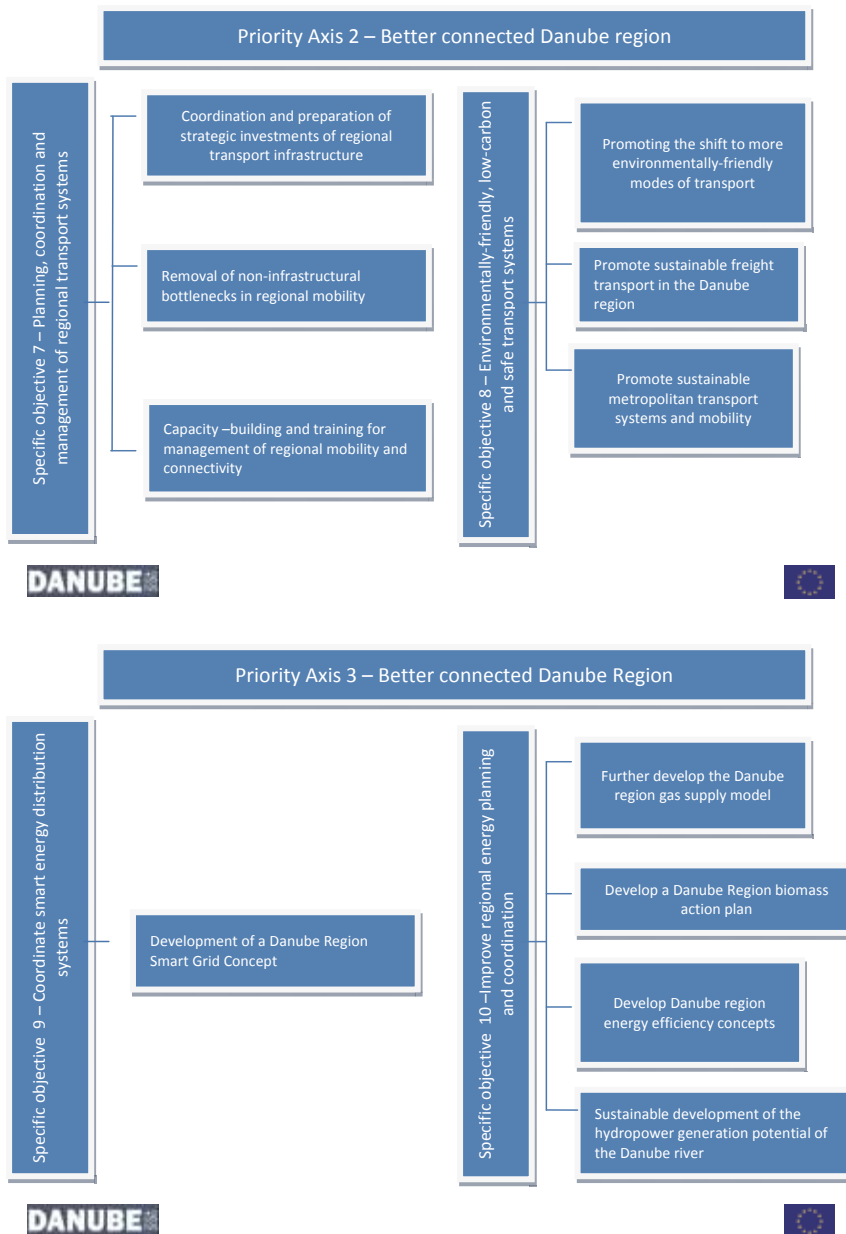 Priority Axis 2 – Better connected Danube region
Specific objective 7 – Planning, coordination and
management of regional transport systems
Coordination and preparation of
strategic investments of regional
transport infrastructure
Removal of non-infrastructural
bottlenecks in regional mobility
Capacity –building and training for
management of regional mobility and
connectivity
Specific objective 8 – Environmentally-friendly, low-carbon
and safe transport systems
Promoting the shift to more
environmentally-friendly
modes of transport
Promote sustainable freight
transport in the Danube
region
Promote sustainable
metropolitan transport
systems and mobility
DANUBE
Priority Axis 3 – Better connected Danube Region
Specific objective 9 – Coordinate smart energy distribution
systems
Development of a Danube Region
Smart Grid Concept
Specific objective 10 –Improve regional energy planning
and coordination
Further develop the Danube
region gas supply model
Develop a Danube Region biomass
action plan
Develop Danube region
energy efficiency concepts
Sustainable development of the
hydropower generation potential of
the Danube river
DANUBE